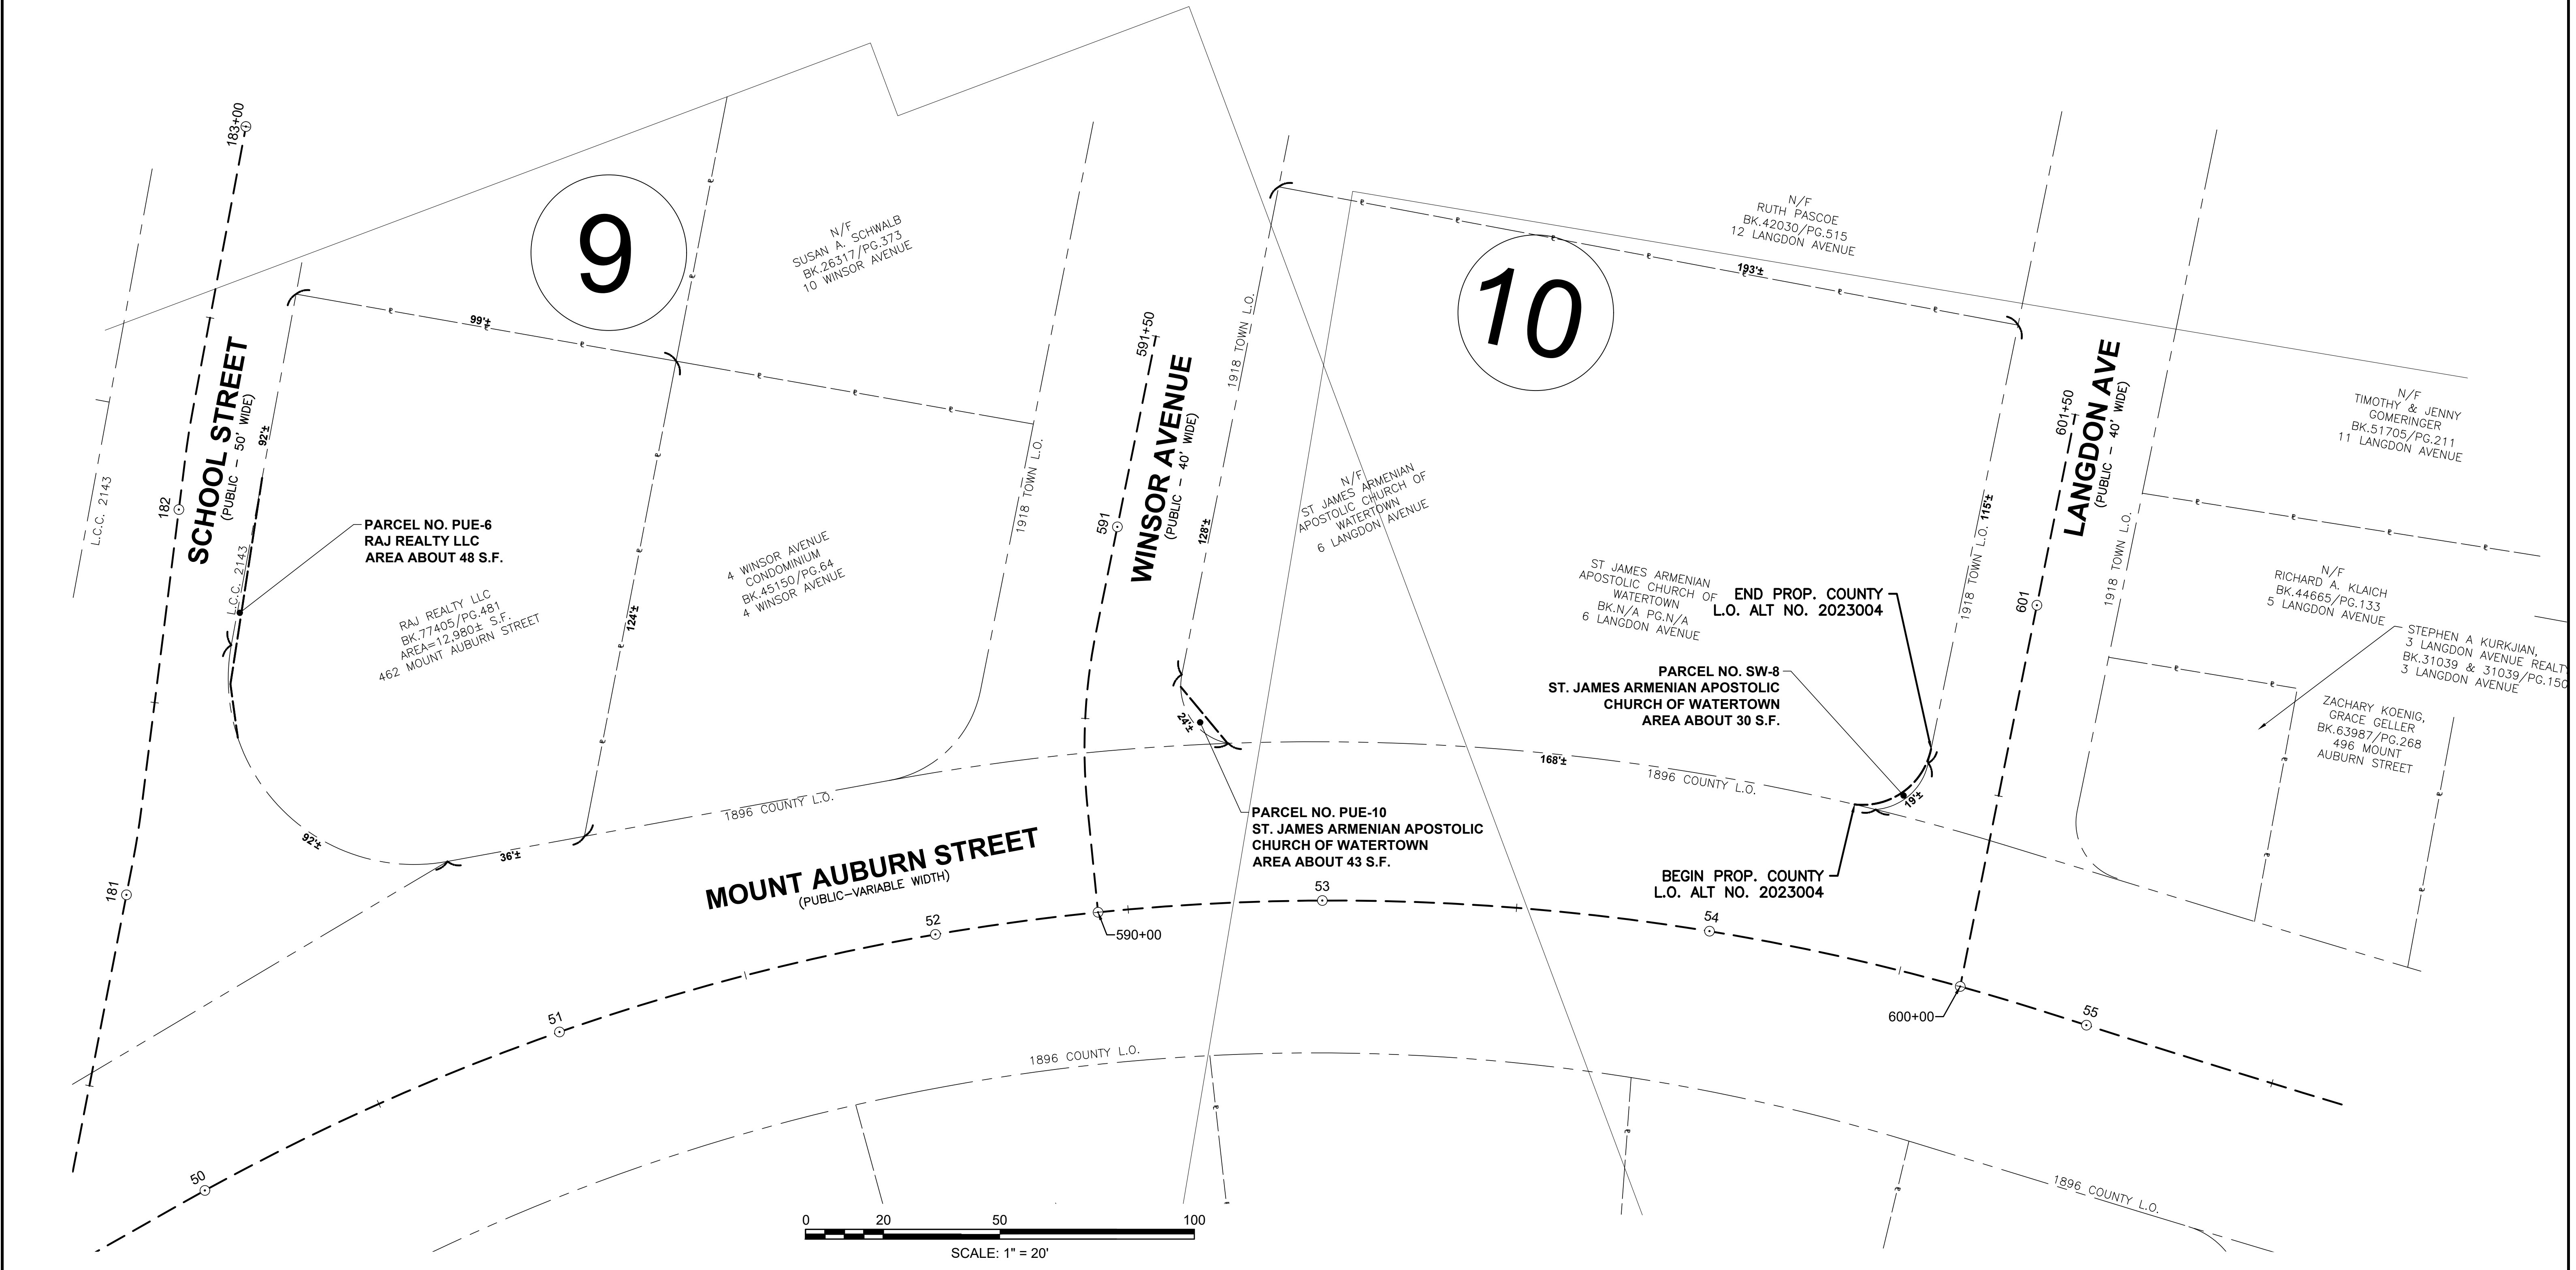 183+00
9
N/F
SUSAN A. SCHWALB
BK.26317/PG.373
10 WINSOR AVENUE
N/F
RUTH PASCOE
BK.42030/PG.515
12 LANGDON AVENUE
193'±
10
99'±
SCHOOL STREET
(PUBLIC - 50' WIDE)
92'±
L.C.C. 2143
182
L.C.C. 2143
PARCEL NO. PUE-6
RAJ REALTY LLC
AREA ABOUT 48 S.F.
RAJ REALTY LLC
BK.77405/PG.481
AREA=12,980± S.F.
462 MOUNT AUBURN STREET
124'±
4 WINSOR AVENUE
CONDOMINIUM
BK.45150/PG.64
4 WINSOR AVENUE
1918 TOWN L.O.
591+50
WINSOR AVENUE
(PUBLIC - 40' WIDE)
591
1918 TOWN L.O.
128'±
N/F
ST JAMES ARMENIAN
APOSTOLIC CHURCH OF
WATERTOWN
6 LANGDON AVENUE
ST JAMES ARMENIAN
APOSTOLIC CHURCH OF
WATERTOWN
BK.N/A PG.N/A
6 LANGDON AVENUE
END PROP. COUNTY
L.O. ALT NO. 2023004
PARCEL NO. SW-8
ST. JAMES ARMENIAN APOSTOLIC
CHURCH OF WATERTOWN
AREA ABOUT 30 S.F.
1918 TOWN L.O.
115'±
601+50
LANGDON AVE
(PUBLIC - 40' WIDE)
601
1918 TOWN L.O.
N/F
TIMOTHY & JENNY
GOMERINGER
BK.51705/PG.211
11 LANGDON AVENUE
N/F
RICHARD A. KLAICH
BK.44665/PG.133
5 LANGDON AVENUE
STEPHEN A KURKJIAN,
3 LANGDON AVENUE REALTY
BK.31039 & 31039/PG.150
3 LANGDON AVENUE
ZACHARY KOENIG,
GRACE GELLER
BK.63987/PG.268
496 MOUNT
AUBURN STREET
24'±
168'±
1896 COUNTY L.O.
19'±
1896 COUNTY L.O.
92'±
36'±
MOUNT AUBURN STREET
(PUBLIC-VARIABLE WIDTH)
PARCEL NO. PUE-10
ST. JAMES ARMENIAN APOSTOLIC
CHURCH OF WATERTOWN
AREA ABOUT 43 S.F.
BEGIN PROP. COUNTY
L.O. ALT NO. 2023004
181
50
51
52
590+00
53
54
600+00
55
1896 COUNTY L.O.
1896 COUNTY L.O.
0 20 50 100
SCALE: 1" = 20'